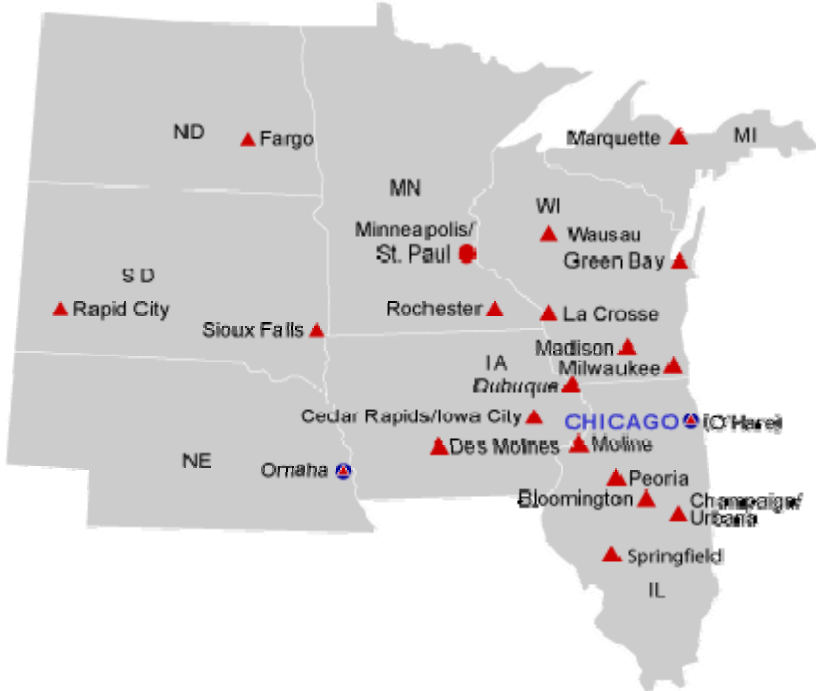 ND
Fargo
Marquette
MI
MN
WI
Minneapolis/
St. Paul
Wausau
Green Bay
SD
Rapid City
Rochester
La Crosse
Sioux Falls
Madison
IA
Milwaukee
Dubuque
Cedar Rapids/Iowa City
CHICAGO
(O'Hare)
Des Moines
Moline
NE
Omaha
Peoria
Bloomington
Champaign/
Urbana
Springfield
IL